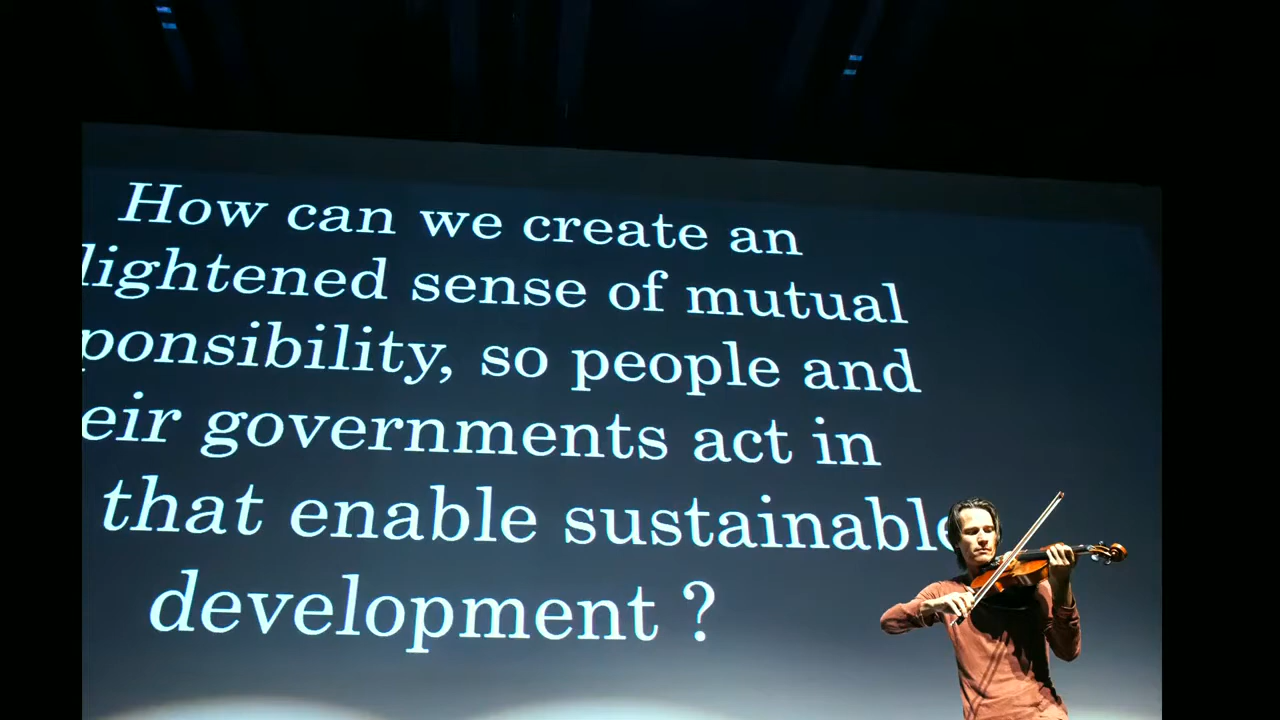 How can we create an
lightened sense of mutual
ponsibility, so people and
eir governments act in
that enable sustainable
development ?